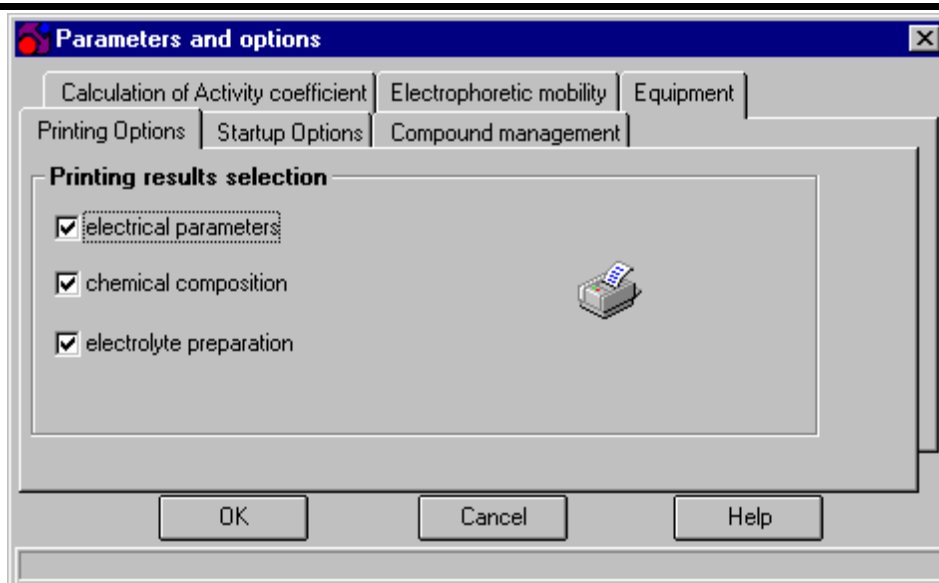 Parameters and options
Calculation of Activity coefficient Electrophoretic mobility Equipment
Printing Options Startup Options Compound management
Printing results selection
electrical parameters
chemical composition
electrolyte preparation
OK Cancel Help